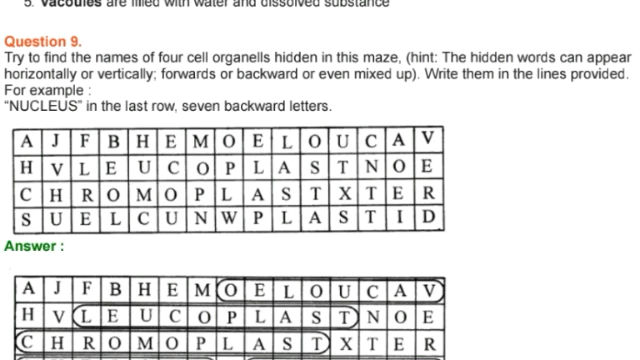 5. Vacoules are filled with water and dissolved substance
Question 9.
Try to find the names of four cell organells hidden in this maze, (hint: The hidden words can appear
horizontally or vertically; forwards or backward or even mixed up). Write them in the lines provided.
For example :
“NUCLEUS” in the last row, seven backward letters.
A J F B H E M O E L O U C A V
H V L E U C O P L A S T N O E
C H R O M O P L A S T X T E R
S U E L C U N W P L A S T I D
Answer :
A J F B H E M O E L O U C A V
H V L E U C O P L A S T N O E
C H R O M O P L A S T X T E R